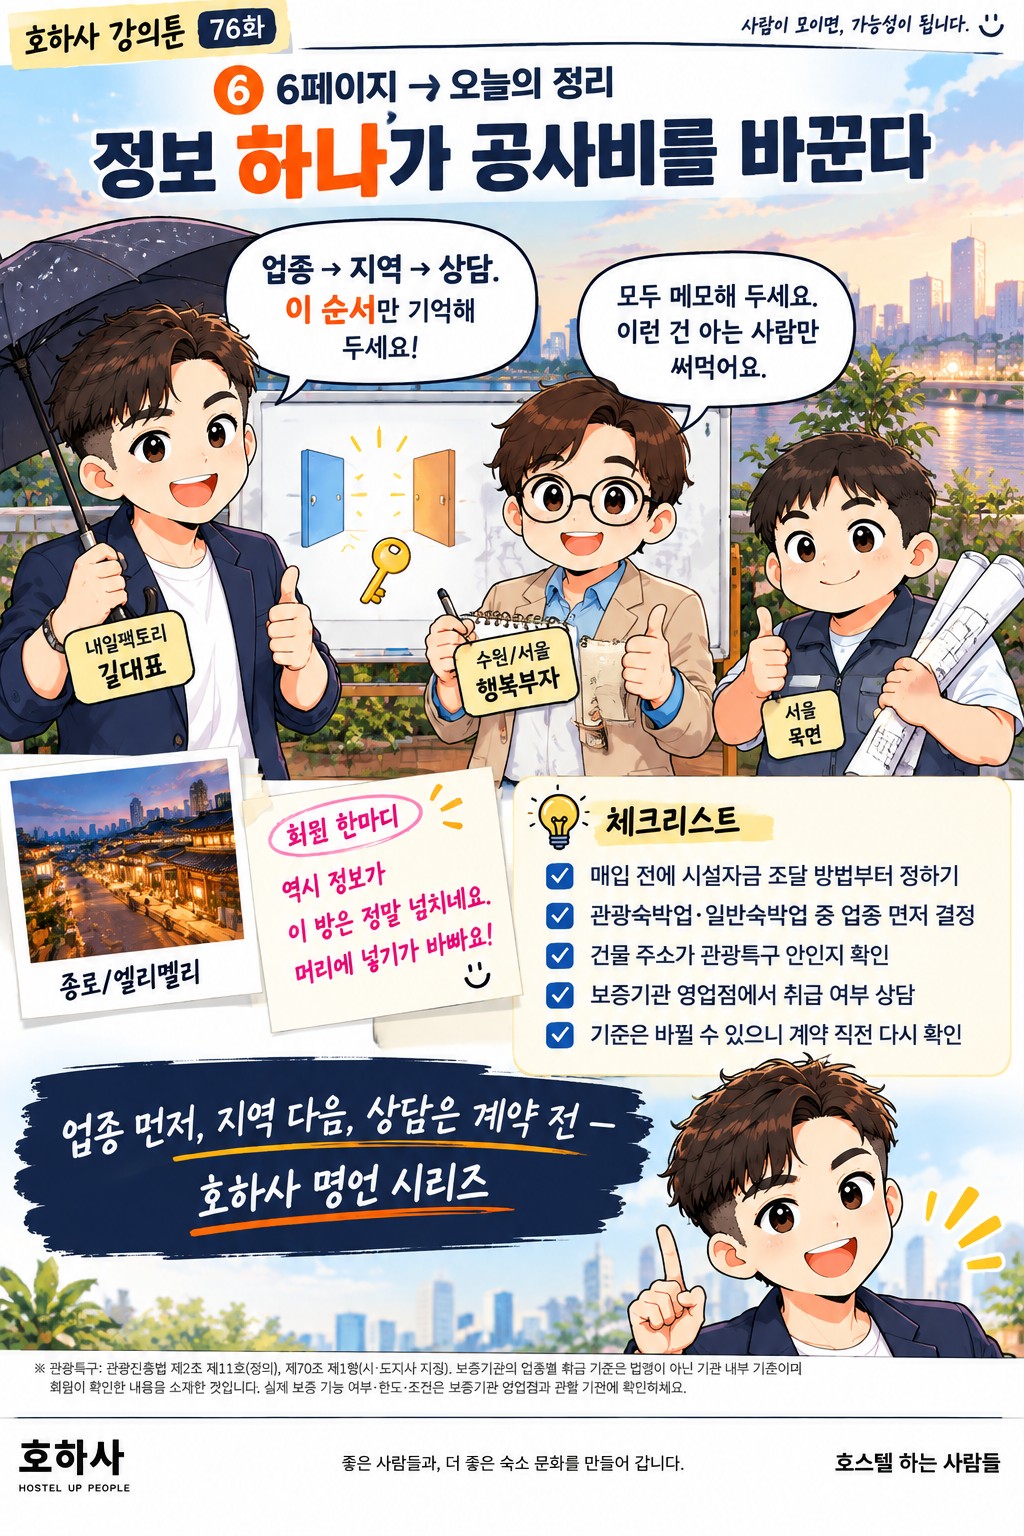 호하사 강의툰 76화
사람이 모이면, 가능성이 됩니다.
6 6페이지 → 오늘의 정리
정보 하나가 공사비를 바꾼다
업종 → 지역 → 상담.
이 순서만 기억해
두세요!
모두 메모해 두세요.
이런 건 아는 사람만
써먹어요.
내일팩토리
길대표
수원/서울
행복부자
서울
목면
종로/엘리멜리
회원 한마디
역시 정보가
이 방은 정말 넘치네요.
머리에 넣기가 바빠요!
체크리스트
매입 전에 시설자금 조달 방법부터 정하기
관광숙박업·일반숙박업 중 업종 먼저 결정
건물 주소가 관광특구 안인지 확인
보증기관 영업점에서 취급 여부 상담
기준은 바뀔 수 있으니 계약 직전 다시 확인
업종 먼저, 지역 다음, 상담은 계약 전 –
호하사 명언 시리즈
※ 관광특구: 관광진흥법 제2조 제11호(정의), 제70조 제1항(시·도지사 지정). 보증기관의 업종별 취급 기준은 법령이 아닌 기관 내부 기준이며
회원이 확인한 내용을 소재한 것입니다. 실제 보증 가능 여부·한도·조건은 보증기관 영업점과 관할 기관에 확인하세요.
호하사
HOSTEL UP PEOPLE
좋은 사람들과, 더 좋은 숙소 문화를 만들어 갑니다.
호스텔 하는 사람들